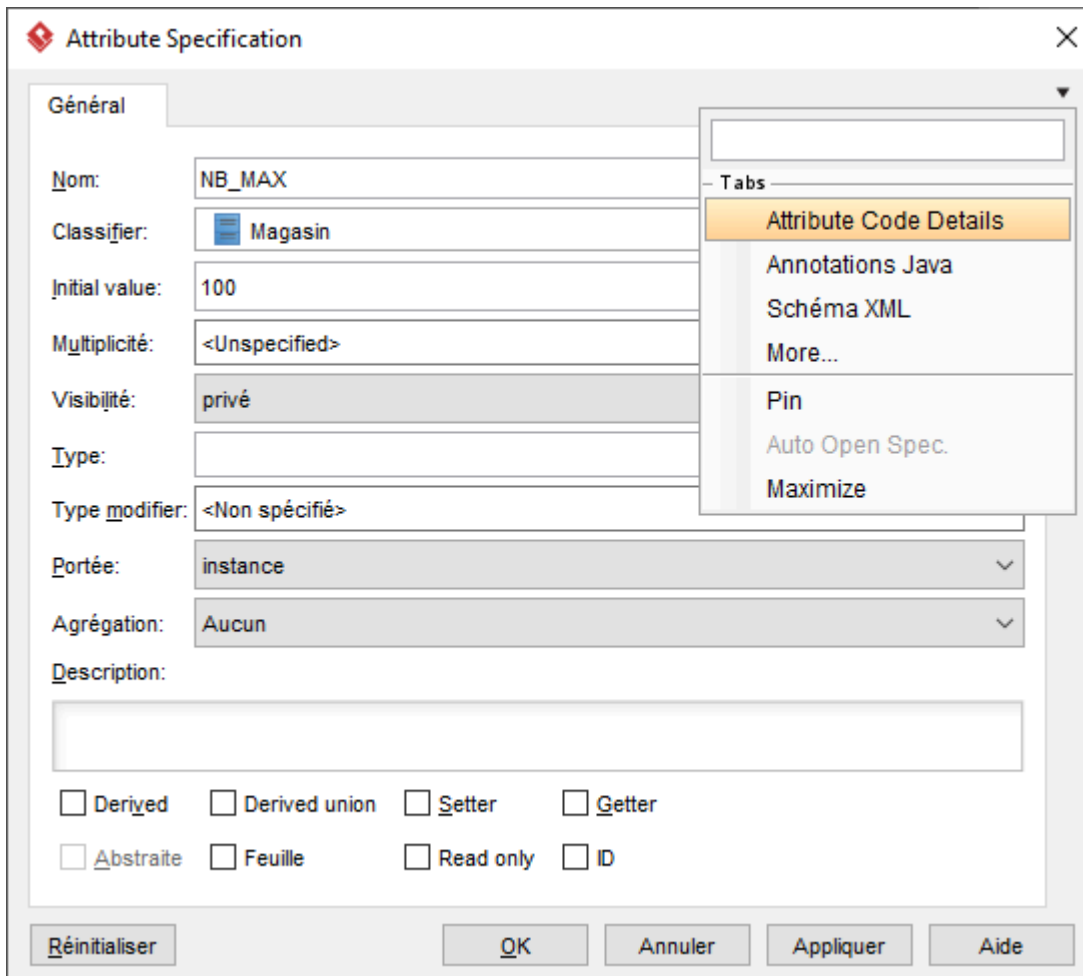 Attribute Specification
Général
Nom: NB_MAX
Tabs
Classifier: Magasin
Attribute Code Details
Annotations Java
Initial value: 100
Schéma XML
Multiplicité: <Unspecified>
More...
Visibilité: privé
Pin
Type:
Auto Open Spec.
Maximize
Type modifier: <Non spécifié>
Portée: instance
Agrégation: Aucun
Description:
Derived Derived union Setter Getter
Abstraite Feuille Read only ID
Réinitialiser OK Annuler Appliquer Aide